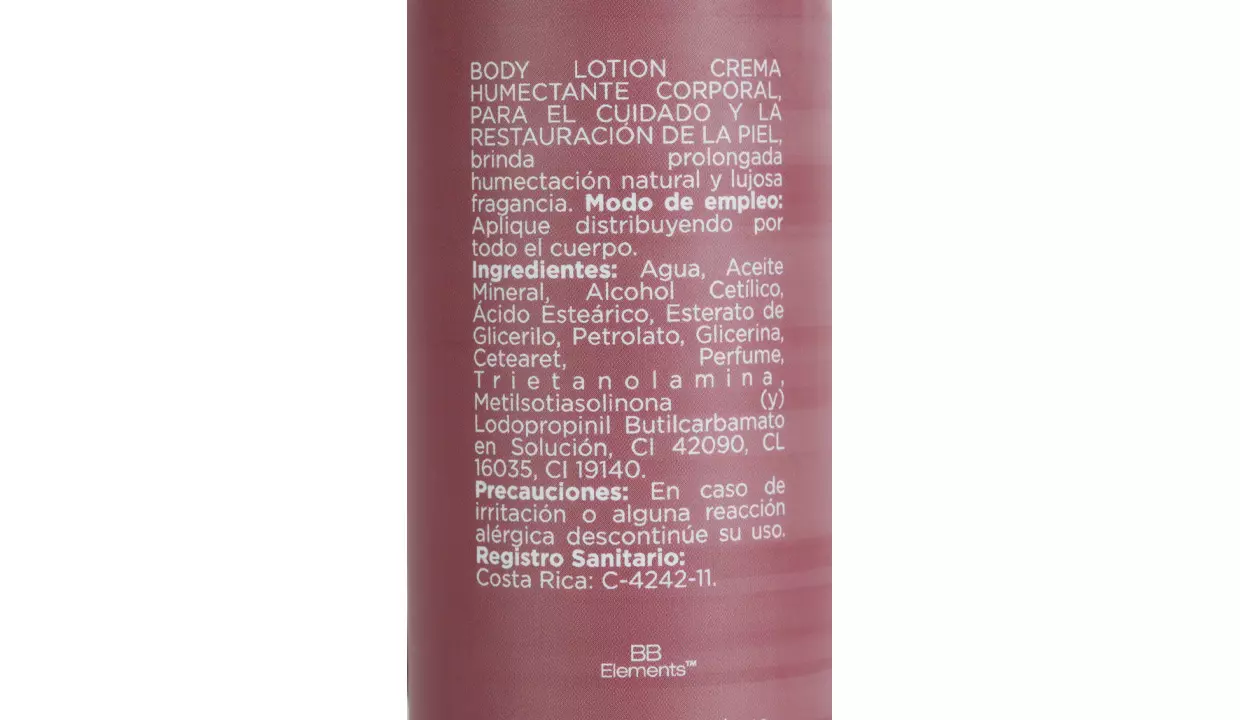 BODY LOTION CREMA
HUMECTANTE CORPORAL,
PARA EL CUIDADO Y LA
RESTAURACIÓN DE LA PIEL,
brinda prolongada
humectación natural y lujosa
fragancia. Modo de empleo:
Aplique distribuyendo por
todo el cuerpo.
Ingredientes: Agua, Aceite
Mineral, Alcohol Cetílico,
Ácido Esteárico, Esterato de
Glicerilo, Petrolato, Glicerina,
Cetearet, Perfume,
Trietanolamina,
Metilsotiasolinona (y)
Lodopropinil Butilcarbamato
en Solución, CI 42090, CL
16035, CI 19140.
Precauciones: En caso de
irritación o alguna reacción
alérgica descontinúe su uso.
Registro Sanitario:
Costa Rica: C-4242-11.
BB
Elements™